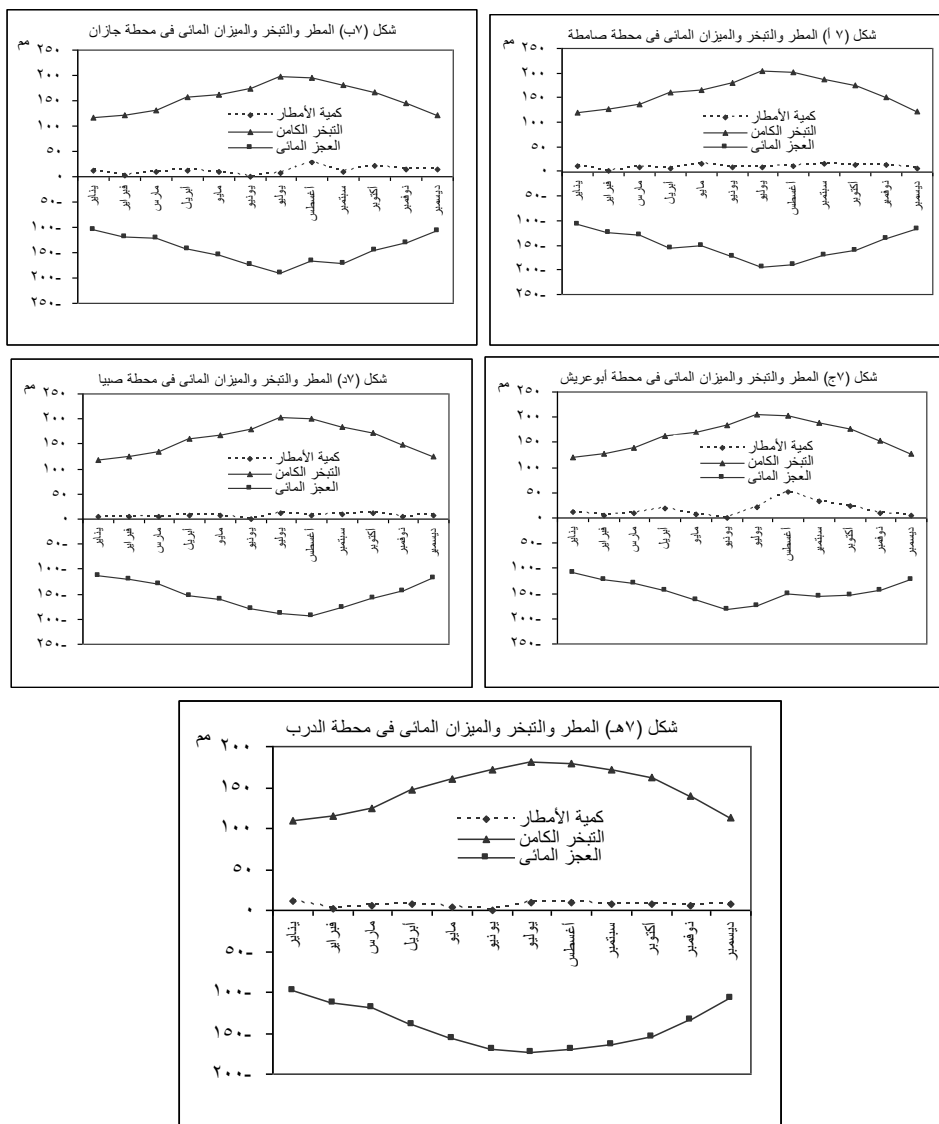 شكل (٧ أ) المطر والتبخر والميزان المائى فى محطة صامطة
مم
٢٥٠
٢٠٠
١٥٠
١٠٠
٥٠
٠
٥٠-
١٠٠-
١٥٠-
٢٠٠-
٢٥٠-
كمية الأمطار
التبخر الكامن
العجز المائى
يناير
فبراير
مارس
أبريل
مايو
يونيو
يوليو
أغسطس
سبتمبر
أكتوبر
نوفمبر
ديسمبر
شكل (٧ب) المطر والتبخر والميزان المائى فى محطة جازان
مم
٢٥٠
٢٠٠
١٥٠
١٠٠
٥٠
٠
٥٠-
١٠٠-
١٥٠-
٢٠٠-
٢٥٠-
كمية الأمطار
التبخر الكامن
العجز المائى
يناير
فبراير
مارس
أبريل
مايو
يونيو
يوليو
أغسطس
سبتمبر
أكتوبر
نوفمبر
ديسمبر
شكل (٧ج) المطر والتبخر والميزان المائى فى محطة أبوعريش
مم
٢٥٠
٢٠٠
١٥٠
١٠٠
٥٠
٠
٥٠-
١٠٠-
١٥٠-
٢٠٠-
٢٥٠-
كمية الأمطار
التبخر الكامن
العجز المائى
يناير
فبراير
مارس
أبريل
مايو
يونيو
يوليو
أغسطس
سبتمبر
أكتوبر
نوفمبر
ديسمبر
شكل (٧د) المطر والتبخر والميزان المائى فى محطة صبيا
مم
٢٥٠
٢٠٠
١٥٠
١٠٠
٥٠
٠
٥٠-
١٠٠-
١٥٠-
٢٠٠-
٢٥٠-
كمية الأمطار
التبخر الكامن
العجز المائى
يناير
فبراير
مارس
أبريل
مايو
يونيو
يوليو
أغسطس
سبتمبر
أكتوبر
نوفمبر
ديسمبر
شكل (٧هـ) المطر والتبخر والميزان المائى فى محطة الدرب
مم
٢٠٠
١٥٠
١٠٠
٥٠
٠
٥٠-
١٠٠-
١٥٠-
٢٠٠-
كمية الأمطار
التبخر الكامن
العجز المائى
يناير
فبراير
مارس
أبريل
مايو
يونيو
يوليو
أغسطس
سبتمبر
أكتوبر
نوفمبر
ديسمبر